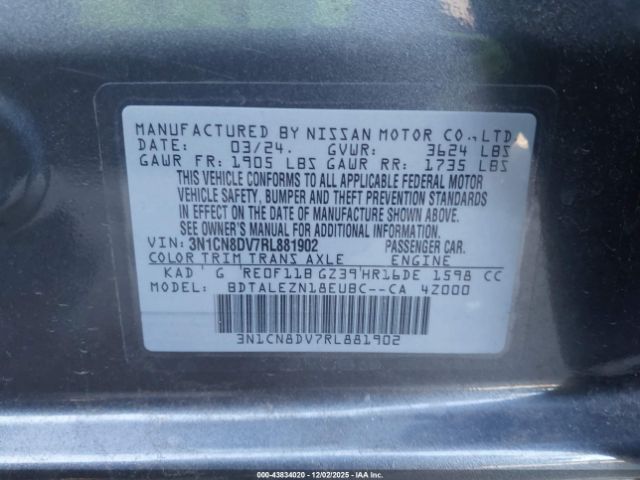 MANUFACTURED BY NISSAN MOTOR CO.,LTD.
DATE: 03/24. GVWR: 3624 LBS
GAWR FR: 1905 LBS GAWR RR: 1735 LBS
THIS VEHICLE CONFORMS TO ALL APPLICABLE FEDERAL MOTOR
VEHICLE SAFETY, BUMPER AND THEFT PREVENTION STANDARDS
IN EFFECT ON THE DATE OF MANUFACTURE SHOWN ABOVE.
SEE OWNER'S MANUAL FOR ADDITIONAL INFORMATION
VIN: 3N1CN8DV7RL881902 PASSENGER CAR.
COLOR TRIM TRANS AXLE ENGINE
KAD G RE0F11B GZ39 HR16DE 1598 CC
MODEL: BDTALEZN18EUBC--CA 4Z000
3N1CN8DV7RL881902
000-43834020 - 12/02/2025 - COPYRIGHT IAA, LLC.